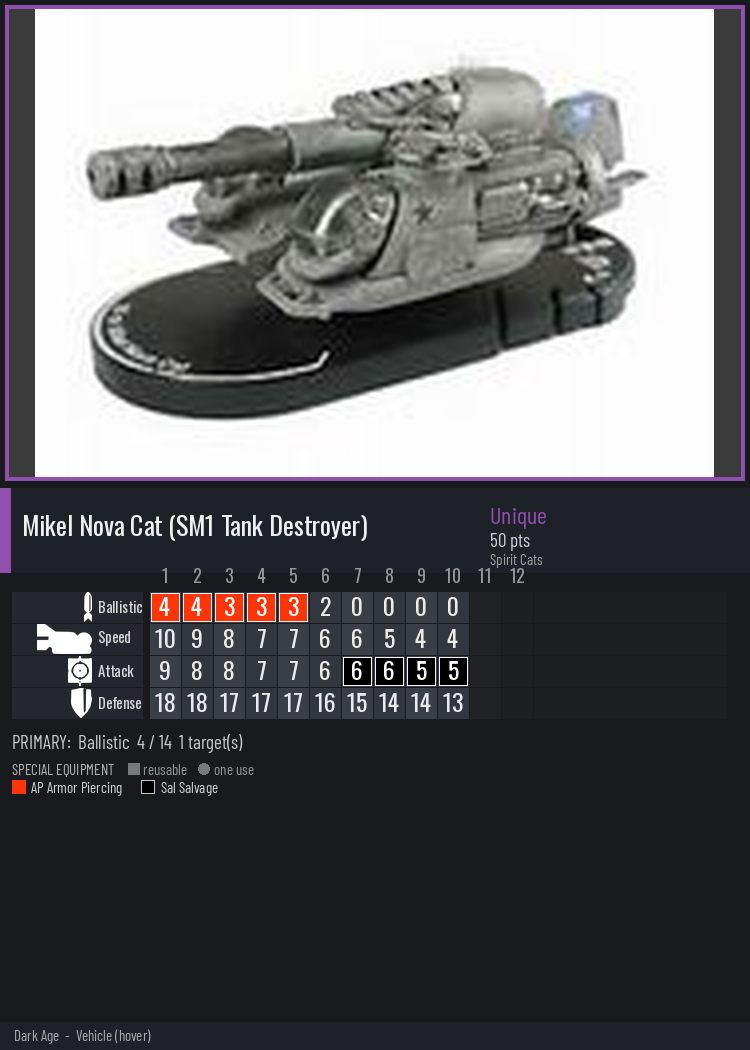 Mikel Nova Cat (SM1 Tank Destroyer)
Unique
50 pts
Spirit Cats
1 2 3 4 5 6 7 8 9 10 11 12
Ballistic 4 4 3 3 3 2 0 0 0 0
Speed 10 9 8 7 7 6 6 5 4 4
Attack 9 8 8 7 7 6 6 6 5 5
Defense 18 18 17 17 17 16 15 14 14 13
PRIMARY: Ballistic 4 / 14 1 target(s)
SPECIAL EQUIPMENT reusable one use
AP Armor Piercing Sal Salvage
Dark Age - Vehicle (hover)